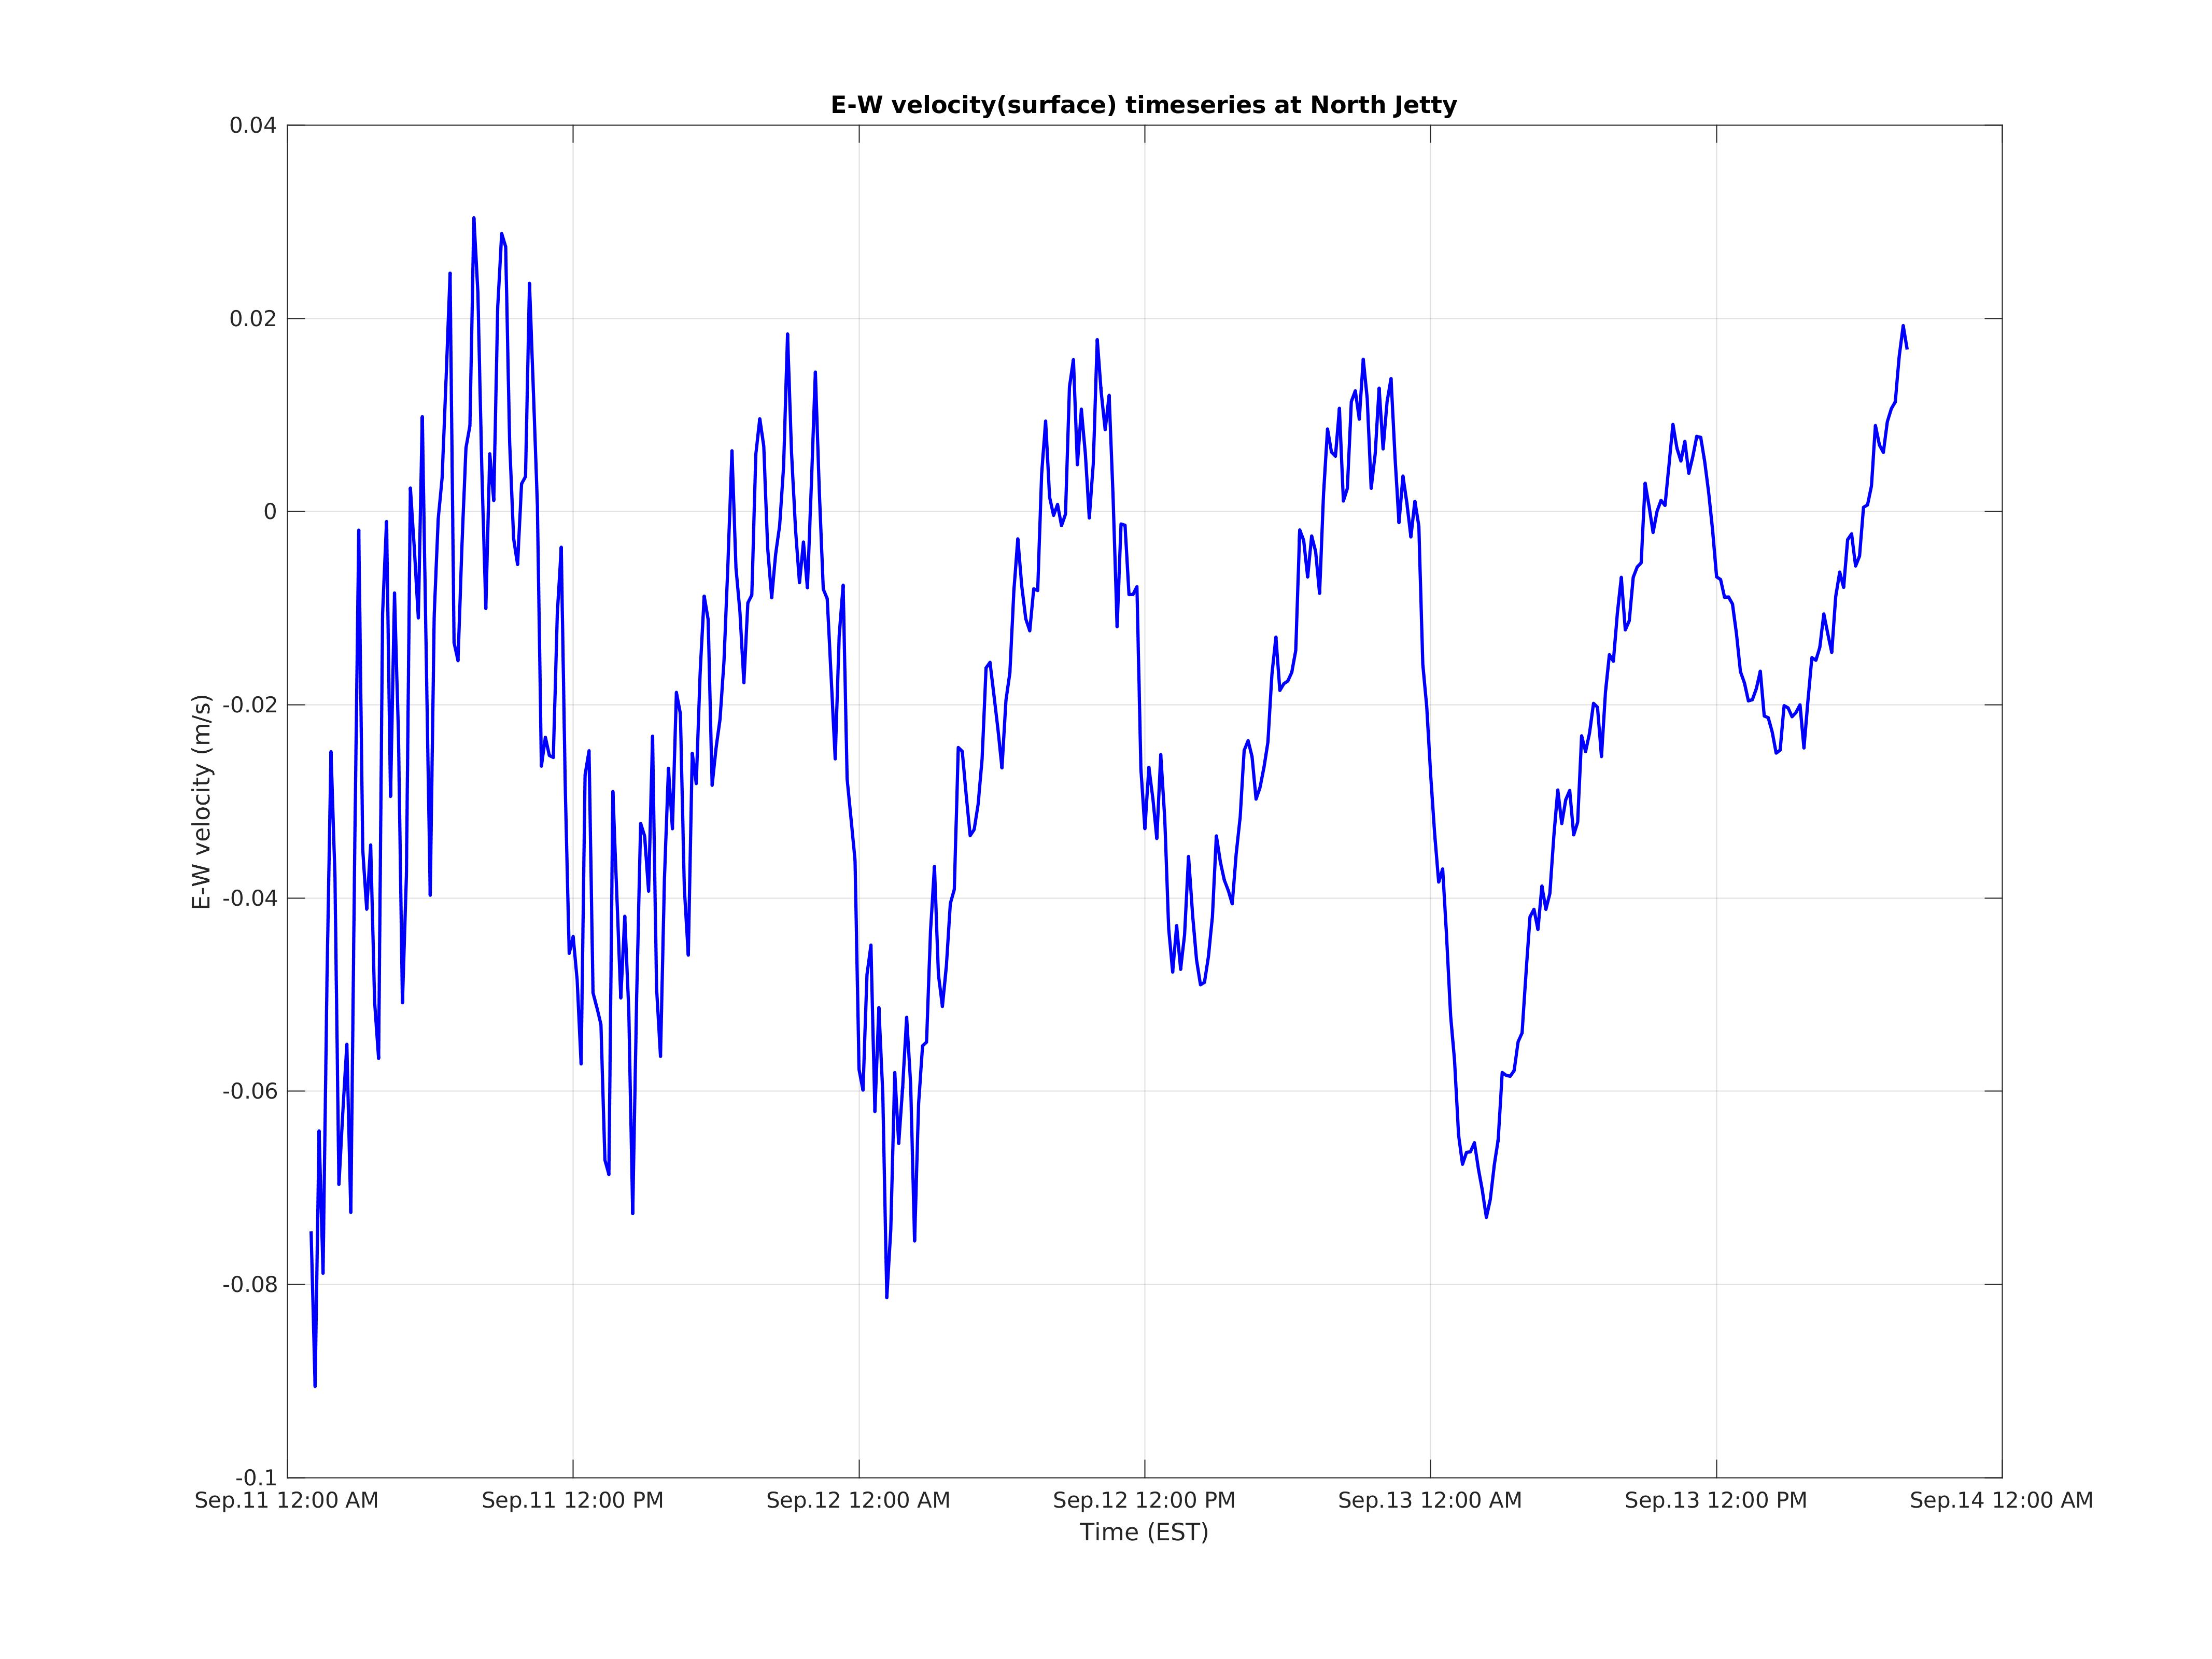 E-W velocity(surface) timeseries at North Jetty
0.04
0.02
0
-0.02
-0.04
-0.06
-0.08
-0.1
E-W velocity (m/s)
Sep.11 12:00 AM Sep.11 12:00 PM Sep.12 12:00 AM Sep.12 12:00 PM Sep.13 12:00 AM Sep.13 12:00 PM Sep.14 12:00 AM
Time (EST)